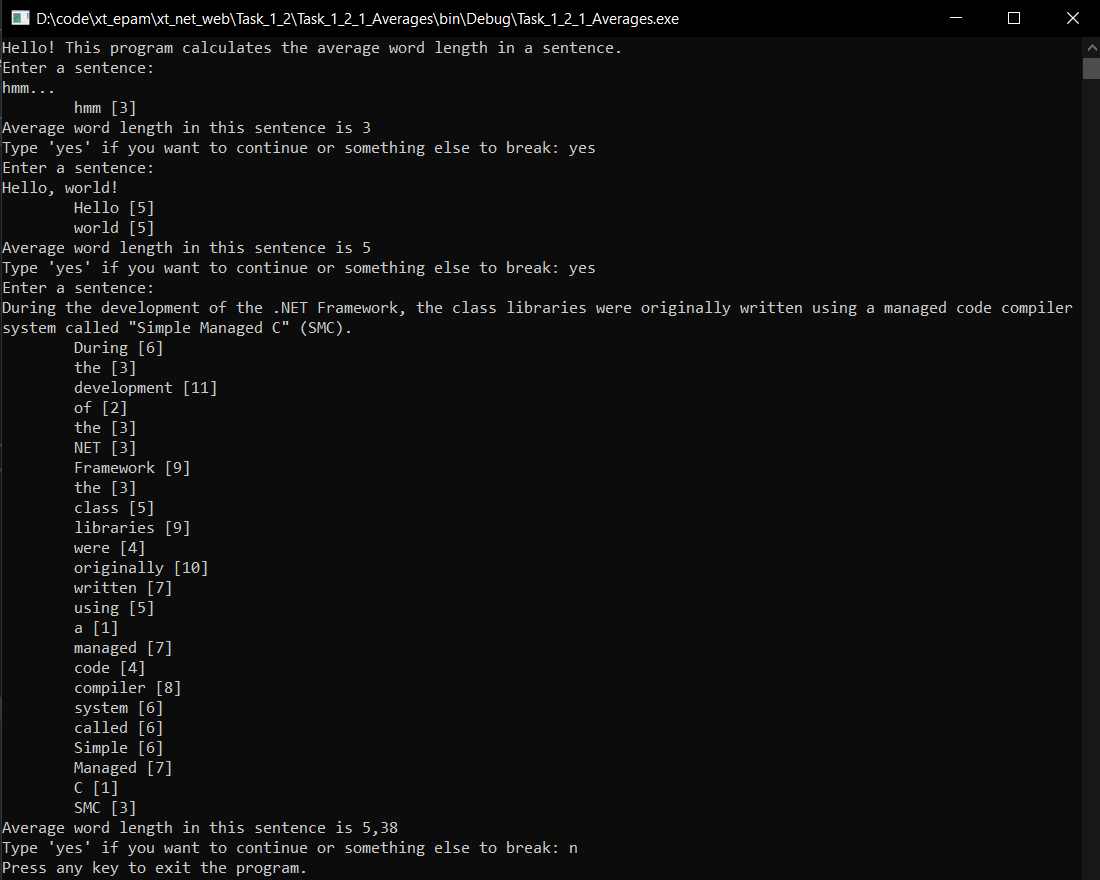 D:\code\xt_epam\xt_net_web\Task_1_2\Task_1_2_1_Averages\bin\Debug\Task_1_2_1_Averages.exe
Hello! This program calculates the average word length in a sentence.
Enter a sentence:
hmm...
hmm [3]
Average word length in this sentence is 3
Type 'yes' if you want to continue or something else to break: yes
Enter a sentence:
Hello, world!
Hello [5]
world [5]
Average word length in this sentence is 5
Type 'yes' if you want to continue or something else to break: yes
Enter a sentence:
During the development of the .NET Framework, the class libraries were originally written using a managed code compiler
system called "Simple Managed C" (SMC).
During [6]
the [3]
development [11]
of [2]
the [3]
NET [3]
Framework [9]
the [3]
class [5]
libraries [9]
were [4]
originally [10]
written [7]
using [5]
a [1]
managed [7]
code [4]
compiler [8]
system [6]
called [6]
Simple [6]
Managed [7]
C [1]
SMC [3]
Average word length in this sentence is 5,38
Type 'yes' if you want to continue or something else to break: n
Press any key to exit the program.